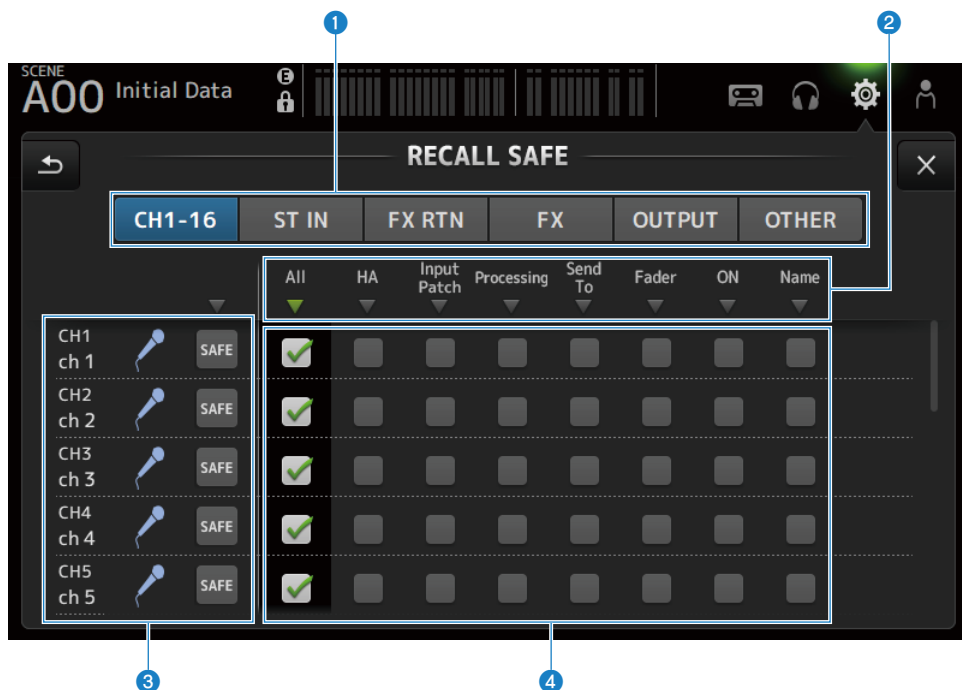 1 2
SCENE
A00 Initial Data E
RECALL SAFE
CH1-16 ST IN FX RTN FX OUTPUT OTHER
All HA Input Patch Processing Send To Fader ON Name
CH1
ch 1 SAFE
CH2
ch 2 SAFE
CH3
ch 3 SAFE
CH4
ch 4 SAFE
CH5
ch 5 SAFE
3 4